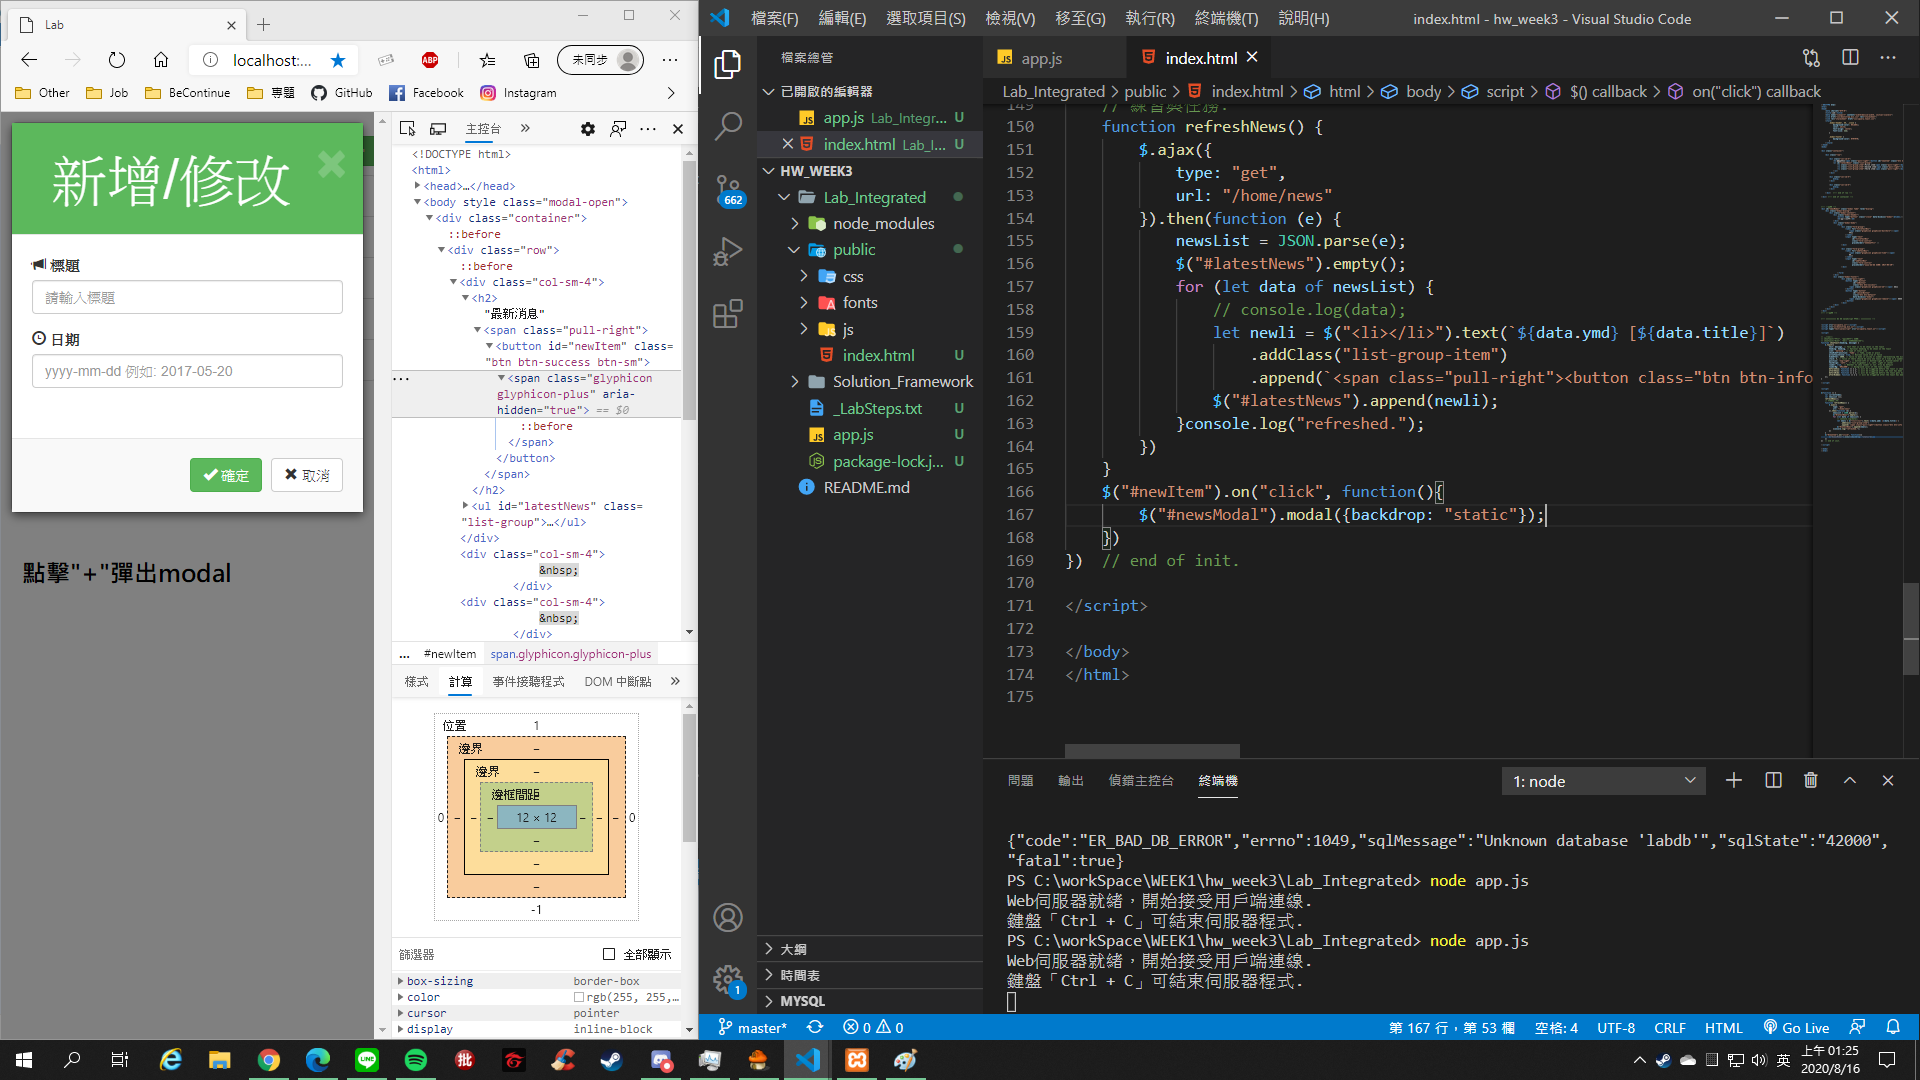 Lab
localhost:...
未同步
Other
Job
BeContinue
專題
GitHub
Facebook
Instagram
新增/修改
×
標題
請輸入標題
日期
yyyy-mm-dd 例如: 2017-05-20
確定
取消
點擊"+"彈出modal
主控台
<!DOCTYPE html>
<html>
<head>…</head>
<body style class="modal-open">
<div class="container">
::before
<div class="row">
::before
<div class="col-sm-4">
<h2>
"最新消息"
<span class="pull-right">
<button id="newItem" class=
"btn btn-success btn-sm">
<span class="glyphicon
glyphicon-plus" aria-
hidden="true"> == $0
::before
</span>
</button>
</span>
</h2>
<ul id="latestNews" class=
"list-group">…</ul>
</div>
<div class="col-sm-4">
&nbsp;
</div>
<div class="col-sm-4">
&nbsp;
</div>
... #newItem span.glyphicon.glyphicon-plus
樣式 計算 事件接聽程式 DOM 中斷點
位置 1
邊界 –
邊界 –
邊框間距
0 – – – 12 × 12 – – – 0
–
–
–
-1
篩選器 全部顯示
box-sizing border-box
color rgb(255, 255,…
cursor pointer
display inline-block
檔案(F) 編輯(E) 選取項目(S) 檢視(V) 移至(G) 執行(R) 終端機(T) 說明(H) index.html - hw_week3 - Visual Studio Code
662
1
檔案總管
已開啟的編輯器
app.js Lab_Integr... U
index.html Lab_I... U
HW_WEEK3
Lab_Integrated
node_modules
public
css
fonts
js
index.html U
Solution_Framework
_LabSteps.txt U
app.js U
package-lock.j... U
README.md
大綱
時間表
MYSQL
app.js
index.html
Lab_Integrated > public > index.html > html > body > script > $() callback > on("click") callback
149 // 練習與任務.
150 function refreshNews() {
151 $.ajax({
152 type: "get",
153 url: "/home/news"
154 }).then(function (e) {
155 newsList = JSON.parse(e);
156 $("#latestNews").empty();
157 for (let data of newsList) {
158 // console.log(data);
159 let newli = $("<li></li>").text(`${data.ymd} [${data.title}]`)
160 .addClass("list-group-item")
161 .append(`<span class="pull-right"><button class="btn btn-info
162 $("#latestNews").append(newli);
163 }console.log("refreshed.");
164 })
165 }
166 $("#newItem").on("click", function(){
167 $("#newsModal").modal({backdrop: "static"});
168 })
169 }) // end of init.
170
171 </script>
172
173 </body>
174 </html>
175
問題 輸出 偵錯主控台 終端機 1: node
{"code":"ER_BAD_DB_ERROR","errno":1049,"sqlMessage":"Unknown database 'labdb'","sqlState":"42000",
"fatal":true}
PS C:\workSpace\WEEK1\hw_week3\Lab_Integrated> node app.js
Web伺服器就緒，開始接受用戶端連線.
鍵盤「Ctrl + C」可結束伺服器程式.
PS C:\workSpace\WEEK1\hw_week3\Lab_Integrated> node app.js
Web伺服器就緒，開始接受用戶端連線.
鍵盤「Ctrl + C」可結束伺服器程式.
master* 0 0 第 167 行，第 53 欄 空格: 4 UTF-8 CRLF HTML Go Live
英
上午 01:25
2020/8/16